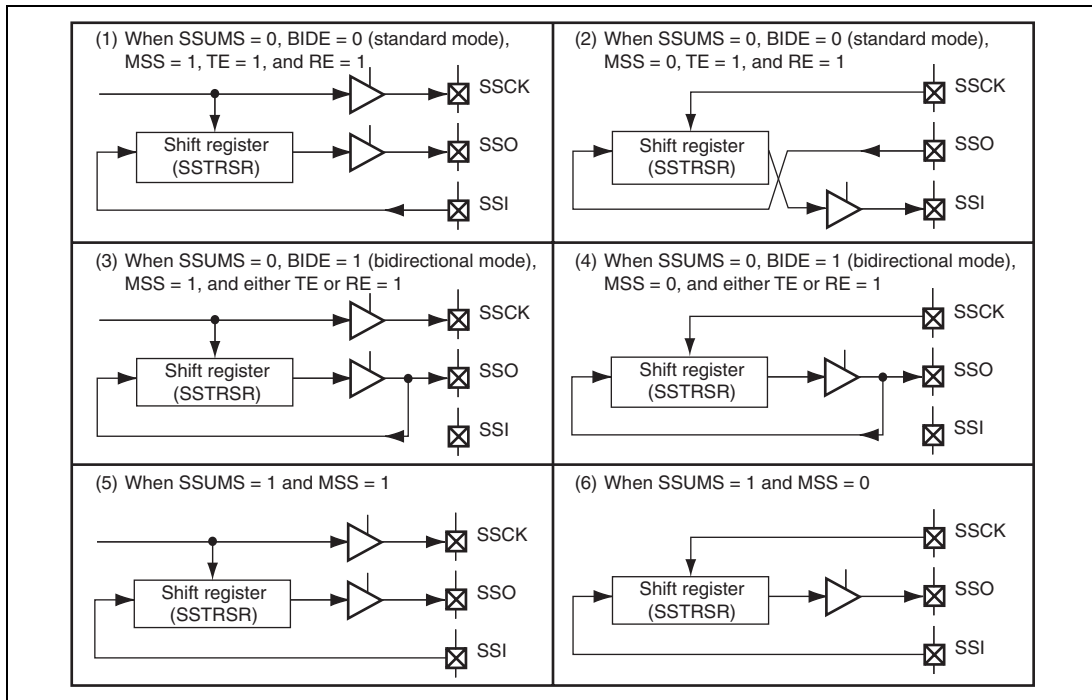 (1) When SSUMS = 0, BIDE = 0 (standard mode),
MSS = 1, TE = 1, and RE = 1
SSCK
Shift register
(SSTRSR)
SSO
SSI
(2) When SSUMS = 0, BIDE = 0 (standard mode),
MSS = 0, TE = 1, and RE = 1
SSCK
Shift register
(SSTRSR)
SSO
SSI
(3) When SSUMS = 0, BIDE = 1 (bidirectional mode),
MSS = 1, and either TE or RE = 1
SSCK
Shift register
(SSTRSR)
SSO
SSI
(4) When SSUMS = 0, BIDE = 1 (bidirectional mode),
MSS = 0, and either TE or RE = 1
SSCK
Shift register
(SSTRSR)
SSO
SSI
(5) When SSUMS = 1 and MSS = 1
SSCK
Shift register
(SSTRSR)
SSO
SSI
(6) When SSUMS = 1 and MSS = 0
SSCK
Shift register
(SSTRSR)
SSO
SSI